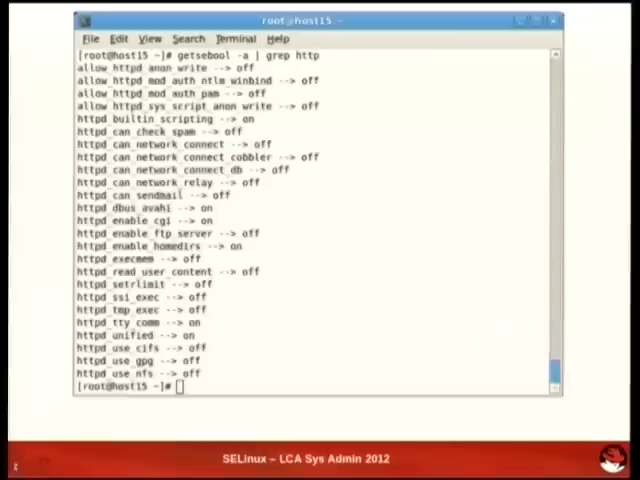 root@host15:~
File Edit View Search Terminal Help
[root@host15 ~]# getsebool -a | grep http
allow_httpd_anon_write --> off
allow_httpd_mod_auth_ntlm_winbind --> off
allow_httpd_mod_auth_pam --> off
allow_httpd_sys_script_anon_write --> off
httpd_builtin_scripting --> on
httpd_can_check_spam --> off
httpd_can_network_connect --> off
httpd_can_network_connect_cobbler --> off
httpd_can_network_connect_db --> off
httpd_can_network_relay --> off
httpd_can_sendmail --> off
httpd_dbus_avahi --> on
httpd_enable_cgi --> on
httpd_enable_ftp_server --> off
httpd_enable_homedirs --> on
httpd_execmem --> off
httpd_read_user_content --> off
httpd_setrlimit --> off
httpd_ssi_exec --> off
httpd_tmp_exec --> off
httpd_tty_comm --> on
httpd_unified --> on
httpd_use_cifs --> off
httpd_use_gpg --> off
httpd_use_nfs --> off
[root@host15 ~]#
SELinux – LCA Sys Admin 2012